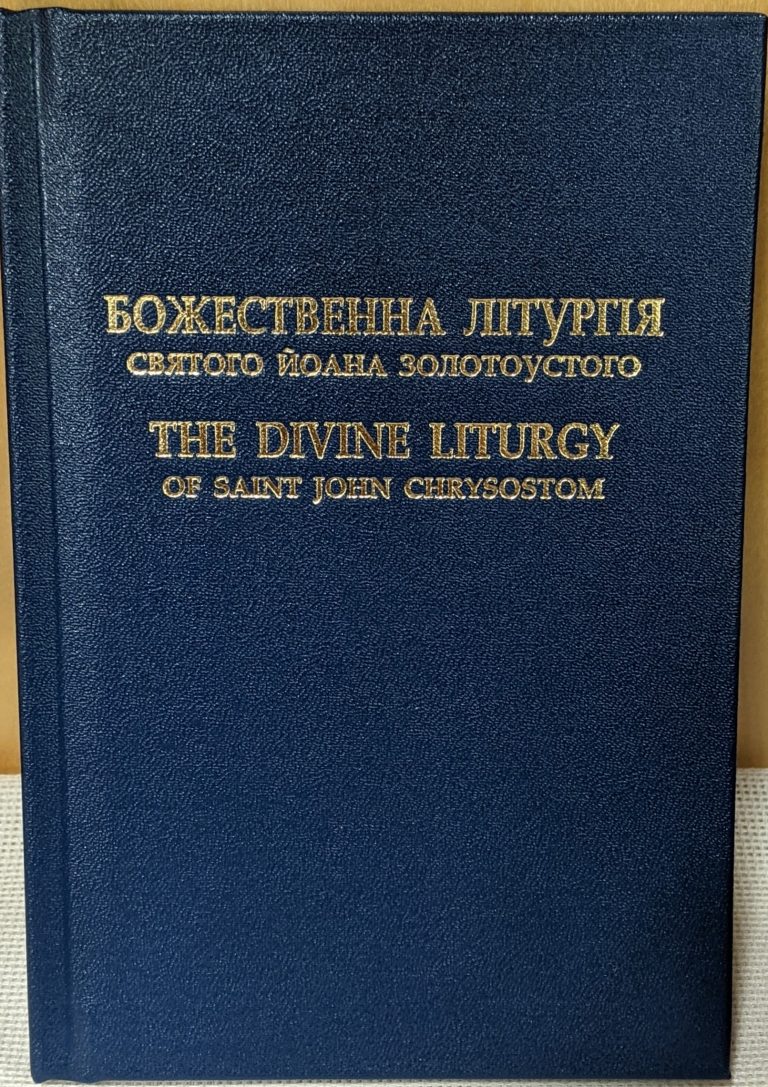 БОЖЕСТВЕННА ЛІТУРГІЯ
СВЯТОГО ЙОАНА ЗОЛОТОУСТОГО
THE DIVINE LITURGY
OF SAINT JOHN CHRYSOSTOM